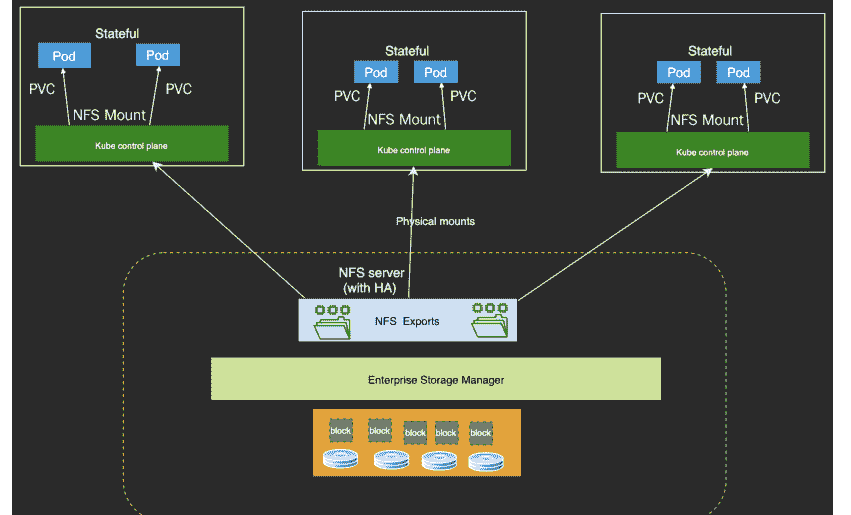 Stateful
Pod
Pod
PVC
PVC
NFS Mount
Kube control plane
Stateful
Pod
Pod
PVC
PVC
NFS Mount
Kube control plane
Stateful
Pod
Pod
PVC
PVC
NFS Mount
Kube control plane
Physical mounts
NFS server
(with HA)
NFS Exports
Enterprise Storage Manager
block
block
block
block
block